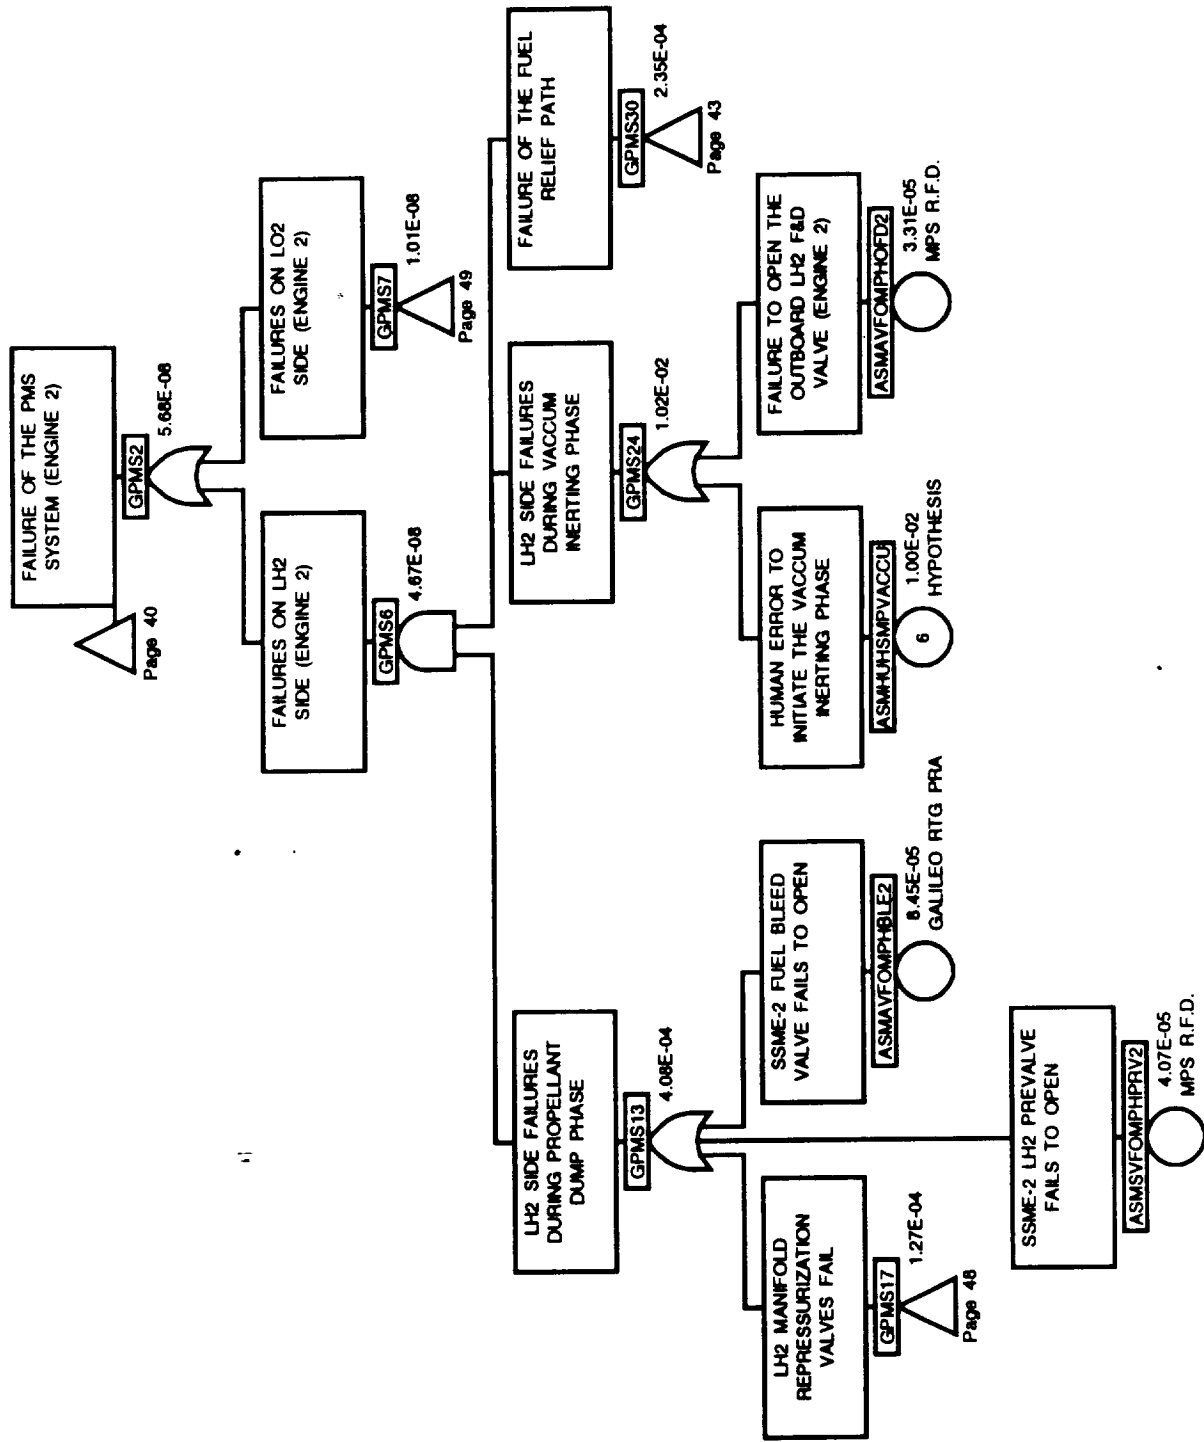 FAILURE OF THE PMS
SYSTEM (ENGINE 2)
Page 40
GPMS2
5.68E-08
FAILURES ON LH2
SIDE (ENGINE 2)
GPMS6
4.67E-08
FAILURES ON LO2
SIDE (ENGINE 2)
GPMS7
1.01E-08
Page 49
LH2 SIDE FAILURES
DURING PROPELLANT
DUMP PHASE
GPMS13
4.08E-04
LH2 SIDE FAILURES
DURING VACCUM
INERTING PHASE
GPMS24
1.02E-02
FAILURE OF THE FUEL
RELIEF PATH
GPMS30
2.35E-04
Page 43
LH2 MANIFOLD
REPRESSURIZATION
VALVES FAIL
GPMS17
1.27E-04
Page 48
SSME-2 FUEL BLEED
VALVE FAILS TO OPEN
ASMAVFOMPHBLE2
8.45E-05
GALILEO RTG PRA
HUMAN ERROR TO
INITIATE THE VACCUM
INERTING PHASE
ASMHUHSMPVACCU
6
1.00E-02
HYPOTHESIS
FAILURE TO OPEN THE
OUTBOARD LH2 F&D
VALVE (ENGINE 2)
ASMAVFOMPHOFD2
3.31E-05
MPS R.F.D.
SSME-2 LH2 PREVALVE
FAILS TO OPEN
ASMSVFOMPHPRV2
4.07E-05
MPS R.F.D.